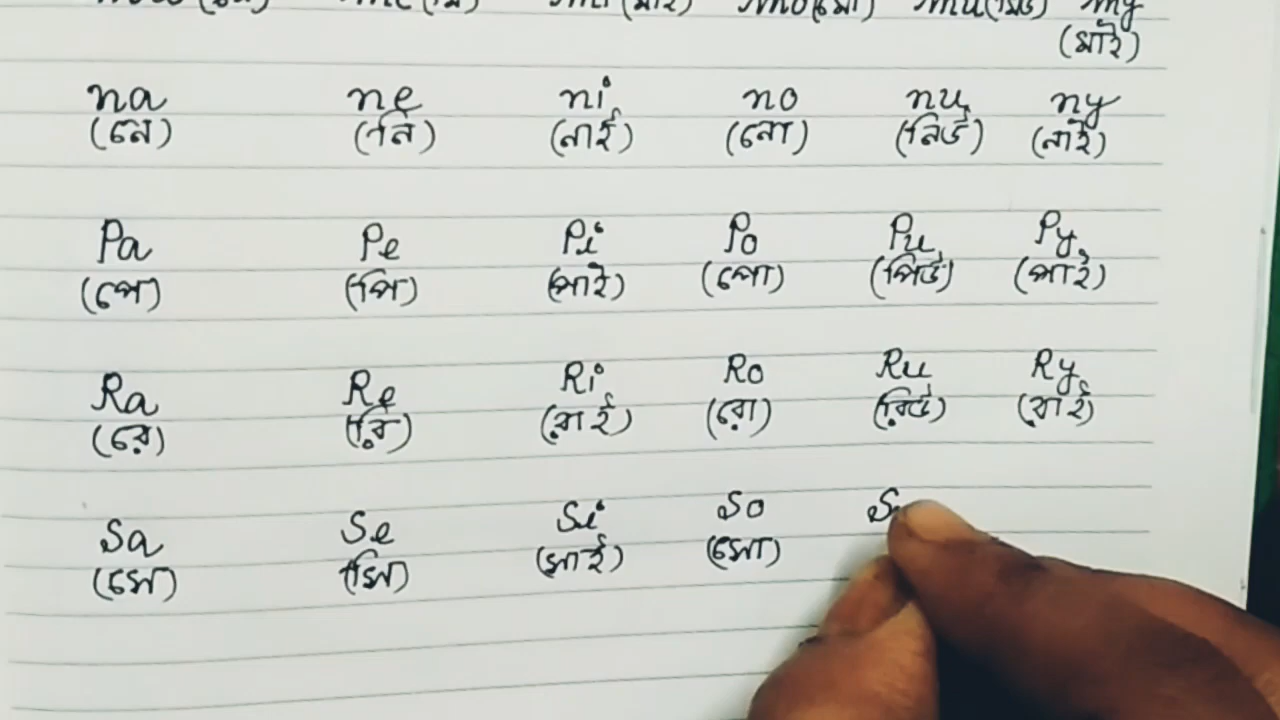 (মাই)
na ne ni no nu ny
(নে) (নি) (নাই) (নো) (নিউ) (নাই)
Pa Pe Pi Po Pu Py
(পে) (পি) (পাই) (পো) (পিউ) (পাই)
Ra Re Ri Ro Ru Ry
(রে) (রি) (রাই) (রো) (রিউ) (রাই)
Sa Se Si So S
(সে) (সি) (সাই) (সো)